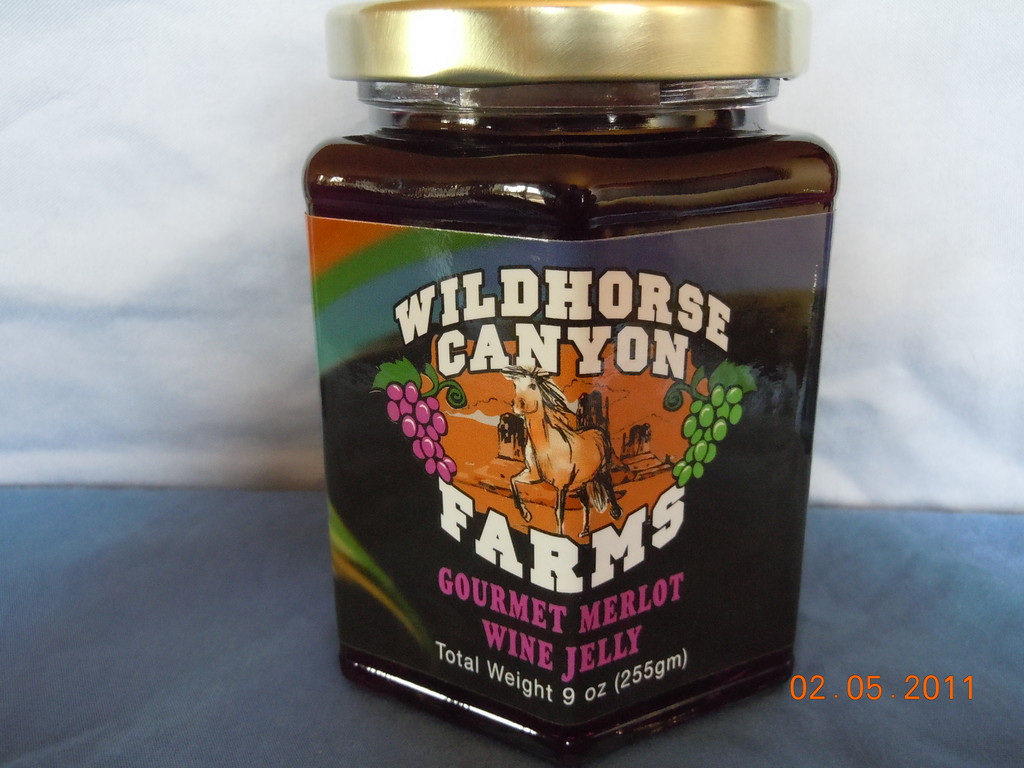 WILDHORSE
CANYON
FARMS
GOURMET MERLOT
WINE JELLY
Total Weight 9 oz (255gm)
02.05.2011